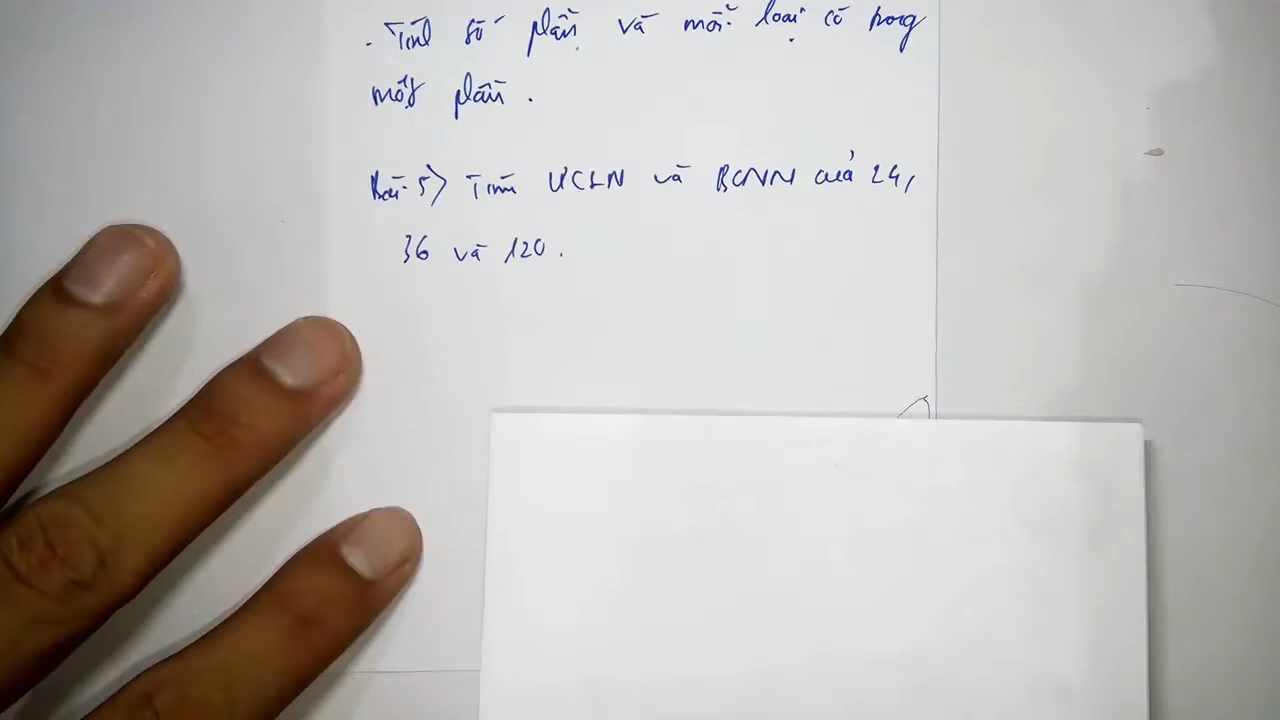 . Tính số phần và mỗi loại có trong
một phần.
Bài 5> Tìm ƯCLN và BCNN của 24,
36 và 120.